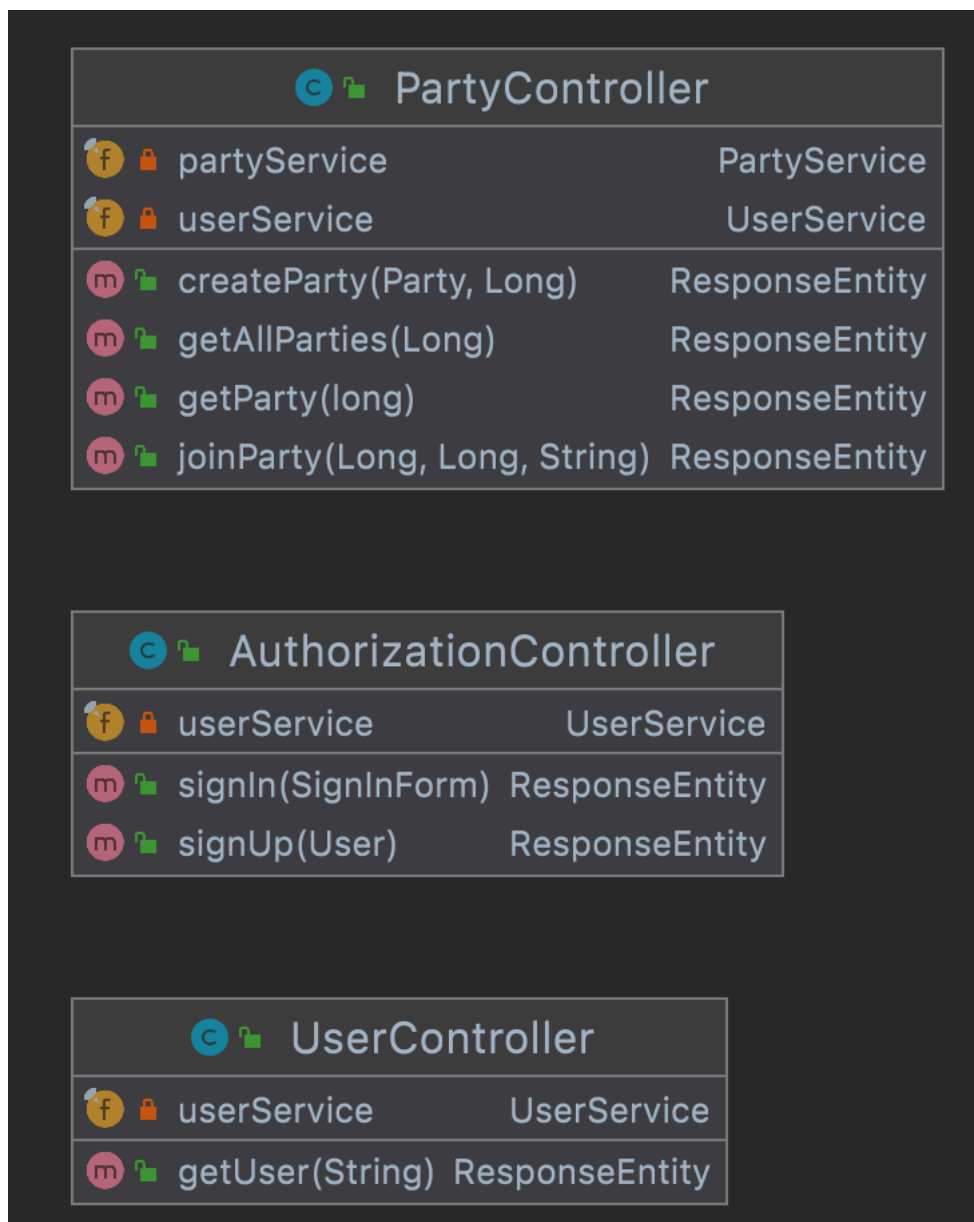 C PartyController
f partyService PartyService
f userService UserService
m createParty(Party, Long) ResponseEntity
m getAllParties(Long) ResponseEntity
m getParty(long) ResponseEntity
m joinParty(Long, Long, String) ResponseEntity
C AuthorizationController
f userService UserService
m signIn(SignInForm) ResponseEntity
m signUp(User) ResponseEntity
C UserController
f userService UserService
m getUser(String) ResponseEntity